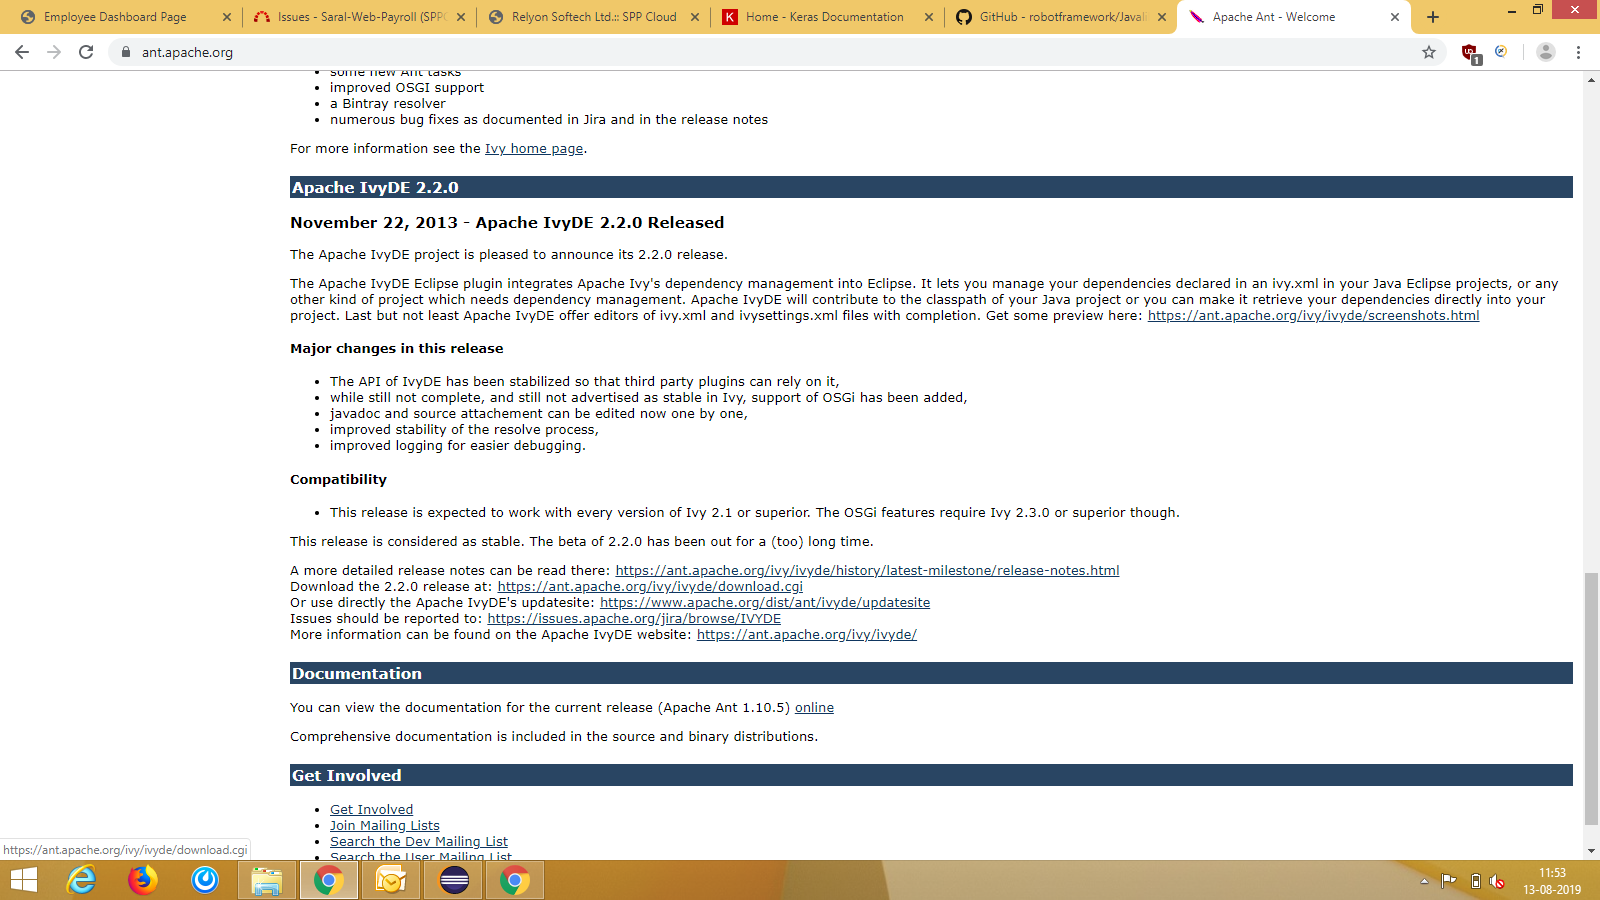 Employee Dashboard Page
Issues - Saral-Web-Payroll (SPPC
Relyon Softech Ltd.:: SPP Cloud
K Home - Keras Documentation
GitHub - robotframework/Javali
Apache Ant - Welcome
ant.apache.org
1
some new Ant tasks
improved OSGI support
a Bintray resolver
numerous bug fixes as documented in Jira and in the release notes
For more information see the Ivy home page.
Apache IvyDE 2.2.0
November 22, 2013 - Apache IvyDE 2.2.0 Released
The Apache IvyDE project is pleased to announce its 2.2.0 release.
The Apache IvyDE Eclipse plugin integrates Apache Ivy's dependency management into Eclipse. It lets you manage your dependencies declared in an ivy.xml in your Java Eclipse projects, or any
other kind of project which needs dependency management. Apache IvyDE will contribute to the classpath of your Java project or you can make it retrieve your dependencies directly into your
project. Last but not least Apache IvyDE offer editors of ivy.xml and ivysettings.xml files with completion. Get some preview here: https://ant.apache.org/ivy/ivyde/screenshots.html
Major changes in this release
The API of IvyDE has been stabilized so that third party plugins can rely on it,
while still not complete, and still not advertised as stable in Ivy, support of OSGi has been added,
javadoc and source attachement can be edited now one by one,
improved stability of the resolve process,
improved logging for easier debugging.
Compatibility
This release is expected to work with every version of Ivy 2.1 or superior. The OSGi features require Ivy 2.3.0 or superior though.
This release is considered as stable. The beta of 2.2.0 has been out for a (too) long time.
A more detailed release notes can be read there: https://ant.apache.org/ivy/ivyde/history/latest-milestone/release-notes.html
Download the 2.2.0 release at: https://ant.apache.org/ivy/ivyde/download.cgi
Or use directly the Apache IvyDE's updatesite: https://www.apache.org/dist/ant/ivyde/updatesite
Issues should be reported to: https://issues.apache.org/jira/browse/IVYDE
More information can be found on the Apache IvyDE website: https://ant.apache.org/ivy/ivyde/
Documentation
You can view the documentation for the current release (Apache Ant 1.10.5) online
Comprehensive documentation is included in the source and binary distributions.
Get Involved
Get Involved
Join Mailing Lists
Search the Dev Mailing List
Search the User Mailing List
https://ant.apache.org/ivy/ivyde/download.cgi
11:53
13-08-2019